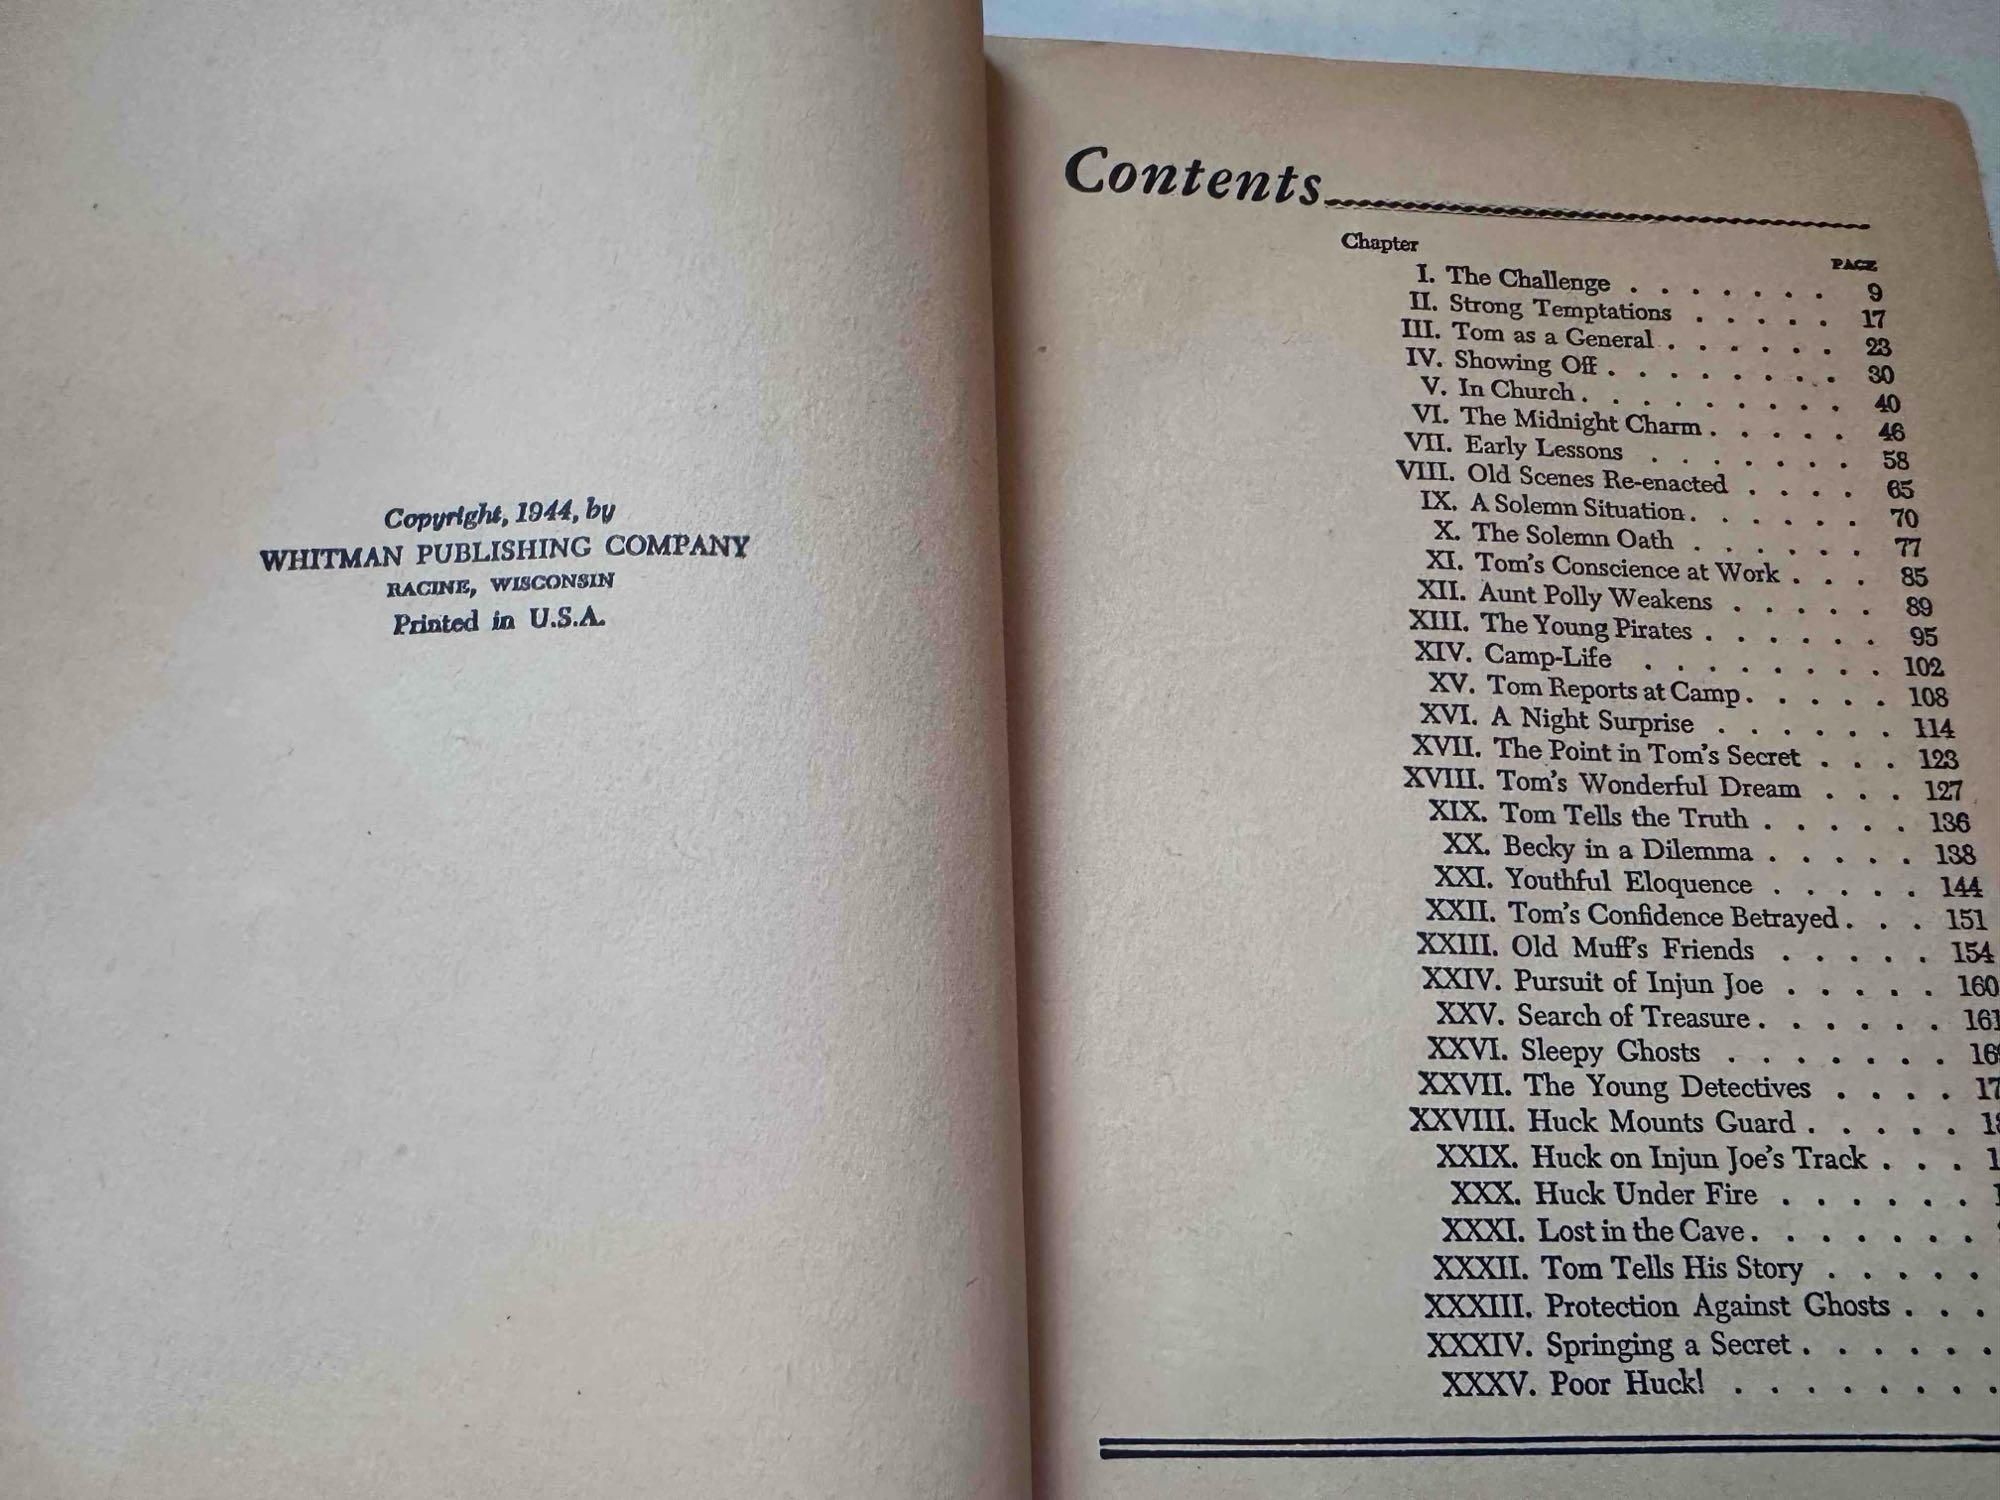 Copyright, 1944, by
WHITMAN PUBLISHING COMPANY
RACINE, WISCONSIN
Printed in U.S.A.
Contents
Chapter PAGE
I. The Challenge . . . . . . . 9
II. Strong Temptations . . . . . 17
III. Tom as a General . . . . . . 23
IV. Showing Off . . . . . . . . 30
V. In Church . . . . . . . . . 40
VI. The Midnight Charm . . . . . 46
VII. Early Lessons . . . . . . . 58
VIII. Old Scenes Re-enacted . . . . 65
IX. A Solemn Situation . . . . . . 70
X. The Solemn Oath . . . . . . 77
XI. Tom's Conscience at Work . . . 85
XII. Aunt Polly Weakens . . . . . 89
XIII. The Young Pirates . . . . . . 95
XIV. Camp-Life . . . . . . . . 102
XV. Tom Reports at Camp . . . . . 108
XVI. A Night Surprise . . . . . . 114
XVII. The Point in Tom's Secret . . . 123
XVIII. Tom's Wonderful Dream . . . 127
XIX. Tom Tells the Truth . . . . . 136
XX. Becky in a Dilemma . . . . . 138
XXI. Youthful Eloquence . . . . . 144
XXII. Tom's Confidence Betrayed . . . 151
XXIII. Old Muff's Friends . . . . . 154
XXIV. Pursuit of Injun Joe . . . . . 160
XXV. Search of Treasure . . . . . . 161
XXVI. Sleepy Ghosts . . . . . . .
XXVII. The Young Detectives . . . .
XXVIII. Huck Mounts Guard . . . . .
XXIX. Huck on Injun Joe's Track . . .
XXX. Huck Under Fire . . . . . .
XXXI. Lost in the Cave . . . . . . .
XXXII. Tom Tells His Story . . . . .
XXXIII. Protection Against Ghosts . . .
XXXIV. Springing a Secret . . . . . .
XXXV. Poor Huck! . . . . . . . .